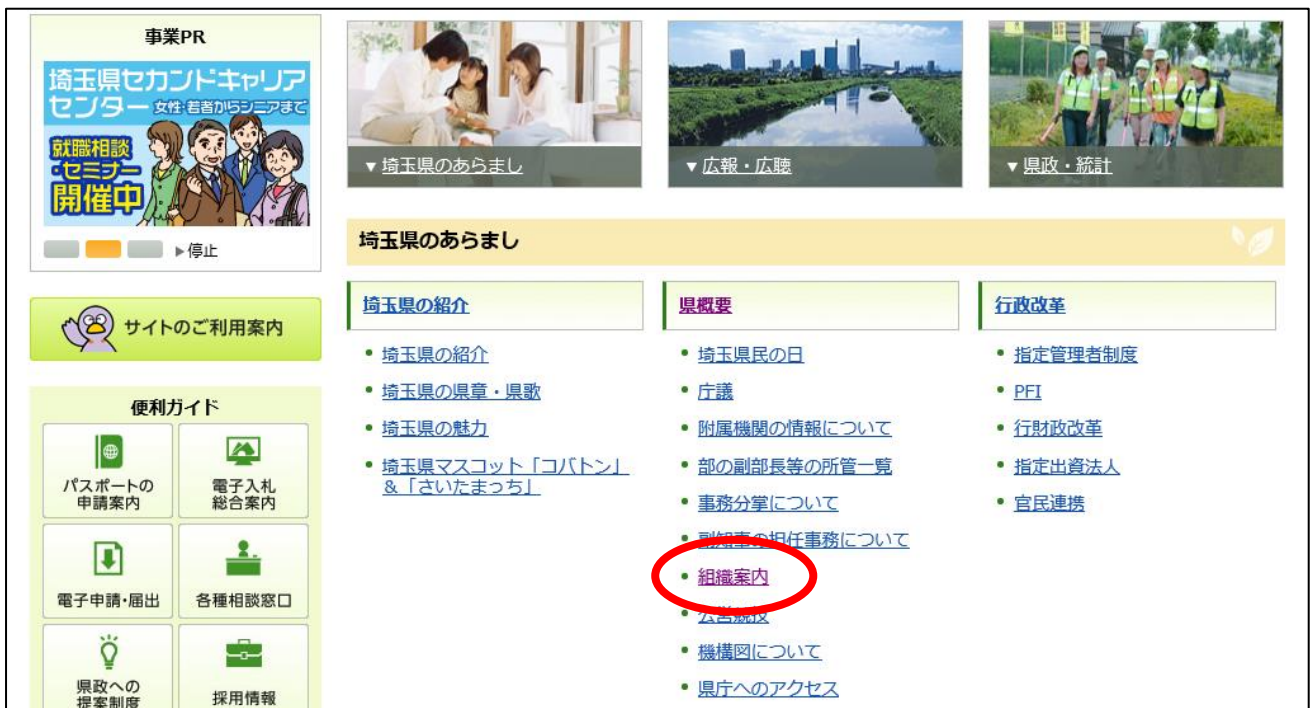 事業PR
埼玉県セカンドキャリア
センター 女性・若者からシニアまで
就職相談
・セミナー
開催中
▶停止
サイトのご利用案内
便利ガイド
パスポートの
申請案内
電子入札
総合案内
電子申請・届出
各種相談窓口
県政への
提案制度
採用情報
▼埼玉県のあらまし
▼広報・広聴
▼県政・統計
埼玉県のあらまし
埼玉県の紹介
• 埼玉県の紹介
• 埼玉県の県章・県歌
• 埼玉県の魅力
• 埼玉県マスコット「コバトン」
&「さいたまっち」
県概要
• 埼玉県民の日
• 庁議
• 附属機関の情報について
• 部の副部長等の所管一覧
• 事務分掌について
• 副知事の担任事務について
• 組織案内
• 公営競技
• 機構図について
• 県庁へのアクセス
行政改革
• 指定管理者制度
• PFI
• 行財政改革
• 指定出資法人
• 官民連携